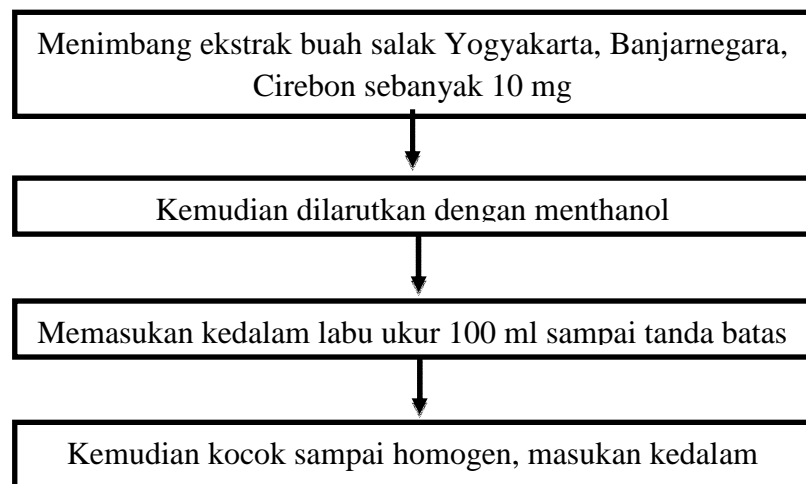 Menimbang ekstrak buah salak Yogyakarta, Banjarnegara,
Cirebon sebanyak 10 mg
Kemudian dilarutkan dengan menthanol
Memasukan kedalam labu ukur 100 ml sampai tanda batas
Kemudian kocok sampai homogen, masukan kedalam